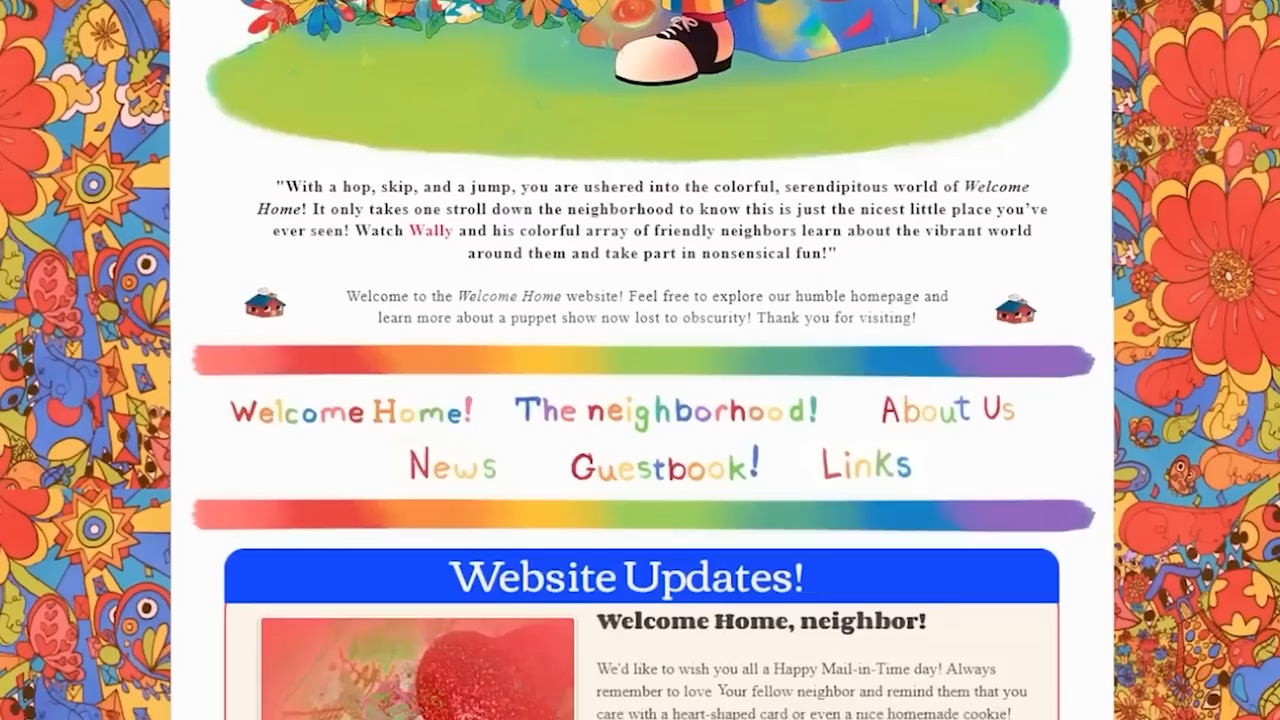 "With a hop, skip, and a jump, you are ushered into the colorful, serendipitous world of Welcome
Home! It only takes one stroll down the neighborhood to know this is just the nicest little place you've
ever seen! Watch Wally and his colorful array of friendly neighbors learn about the vibrant world
around them and take part in nonsensical fun!"
Welcome to the Welcome Home website! Feel free to explore our humble homepage and
learn more about a puppet show now lost to obscurity! Thank you for visiting!
Welcome Home! The neighborhood! About Us
News Guestbook! Links
Website Updates!
Welcome Home, neighbor!
We'd like to wish you all a Happy Mail-in-Time day! Always
remember to love Your fellow neighbor and remind them that you
care with a heart-shaped card or even a nice homemade cookie!